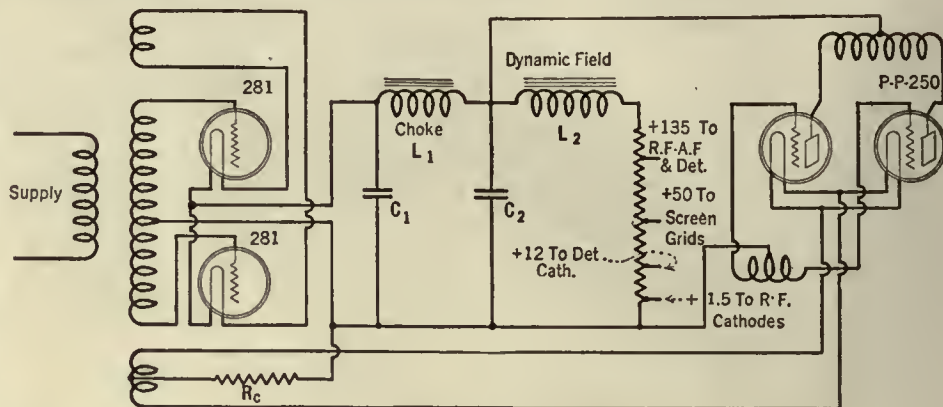 Supply
281
281
Choke
L1
C1
C2
Dynamic Field
L2
+135 To
R.F.-A.F
& Det.
+50 To
Screen
Grids
+12 To Det
Cath.
+ 1.5 To R.F.
Cathodes
P-P-250
Rc